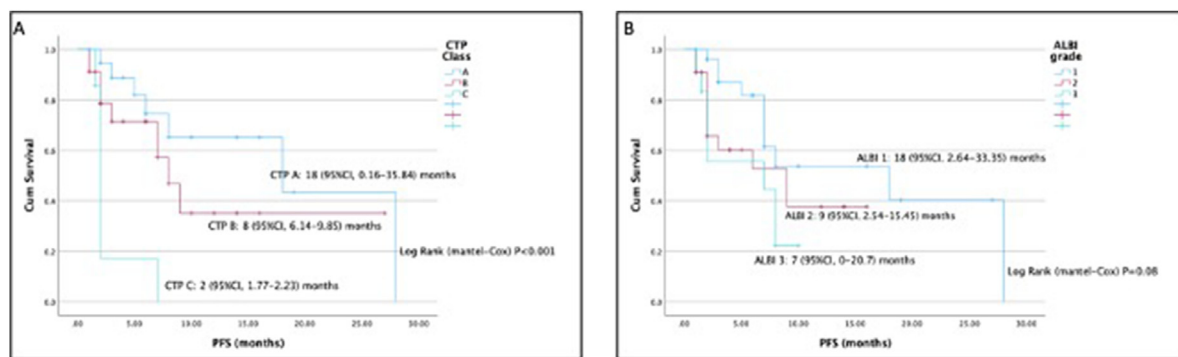 A
CTP
Class
A
B
C
1.0
0.8
0.6
0.4
0.2
0.0
Cum Survival
CTP A: 18 (95%CI, 0.16-35.84) months
CTP B: 8 (95%CI, 6.14-9.85) months
Log Rank (mantel-Cox) P<0.001
CTP C: 2 (95%CI, 1.77-2.23) months
.00 5.00 10.00 15.00 20.00 25.00 30.00
PFS (months)
B
ALBI
grade
1
2
3
1.0
0.8
0.6
0.4
0.2
0.0
Cum Survival
ALBI 1: 18 (95%CI, 2.64-33.35) months
ALBI 2: 9 (95%CI, 2.54-15.45) months
ALBI 3: 7 (95%CI, 0-20.7) months
Log Rank (mantel-Cox) P=0.08
.00 5.00 10.00 15.00 20.00 25.00 30.00
PFS (months)